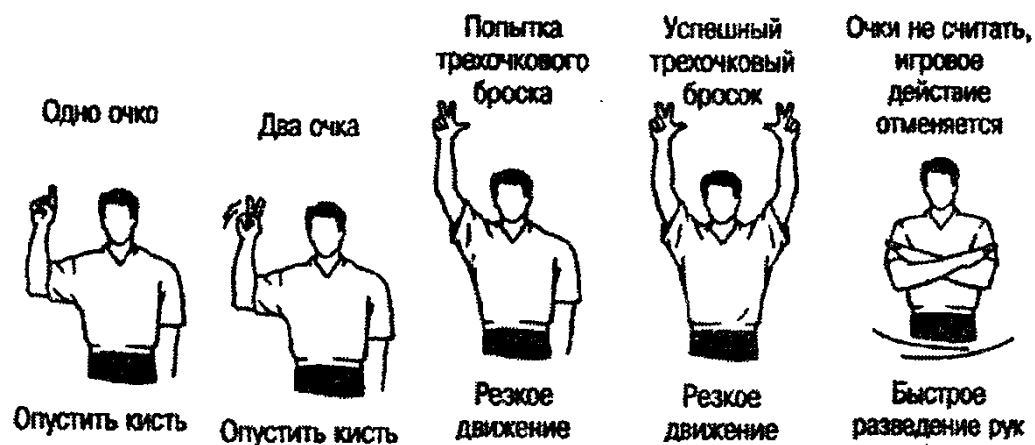 Одно очко
Два очка
Попытка
трехочкового
броска
Успешный
трехочковый
бросок
Очки не считать,
игровое
действие
отменяется
Опустить кисть
Опустить кисть
Резкое
движение
Резкое
движение
Быстрое
разведение рук